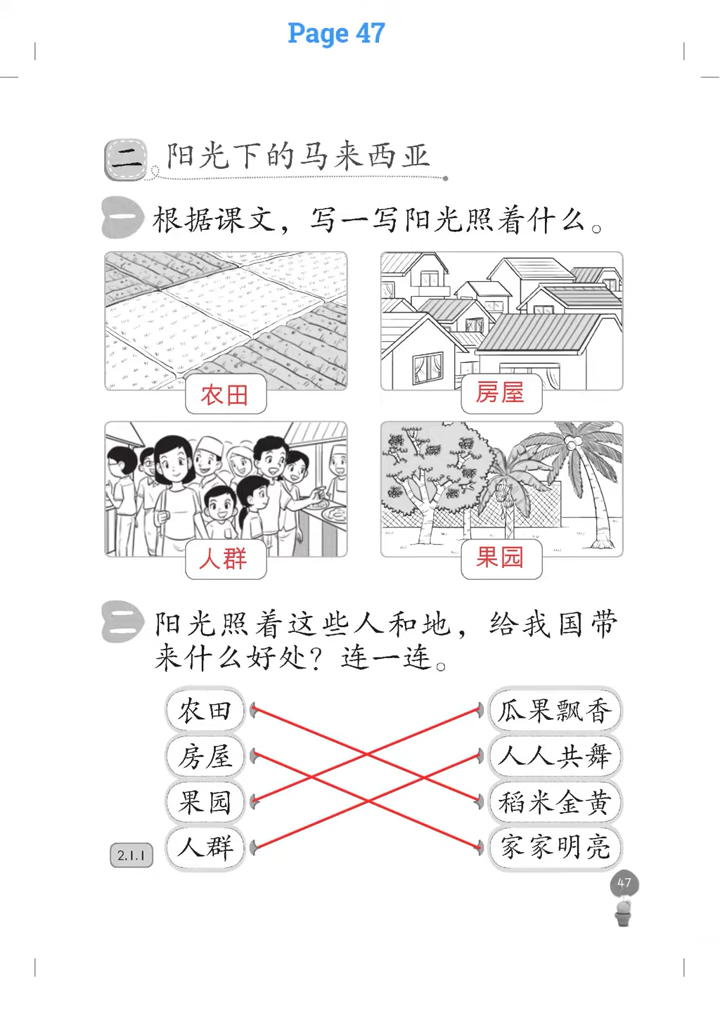 Page 47
二 阳光下的马来西亚
一 根据课文，写一写阳光照着什么。
农田
房屋
人群
果园
二 阳光照着这些人和地，给我国带
来什么好处？连一连。
农田 瓜果飘香
房屋 人人共舞
果园 稻米金黄
人群 家家明亮
2.1.1
47